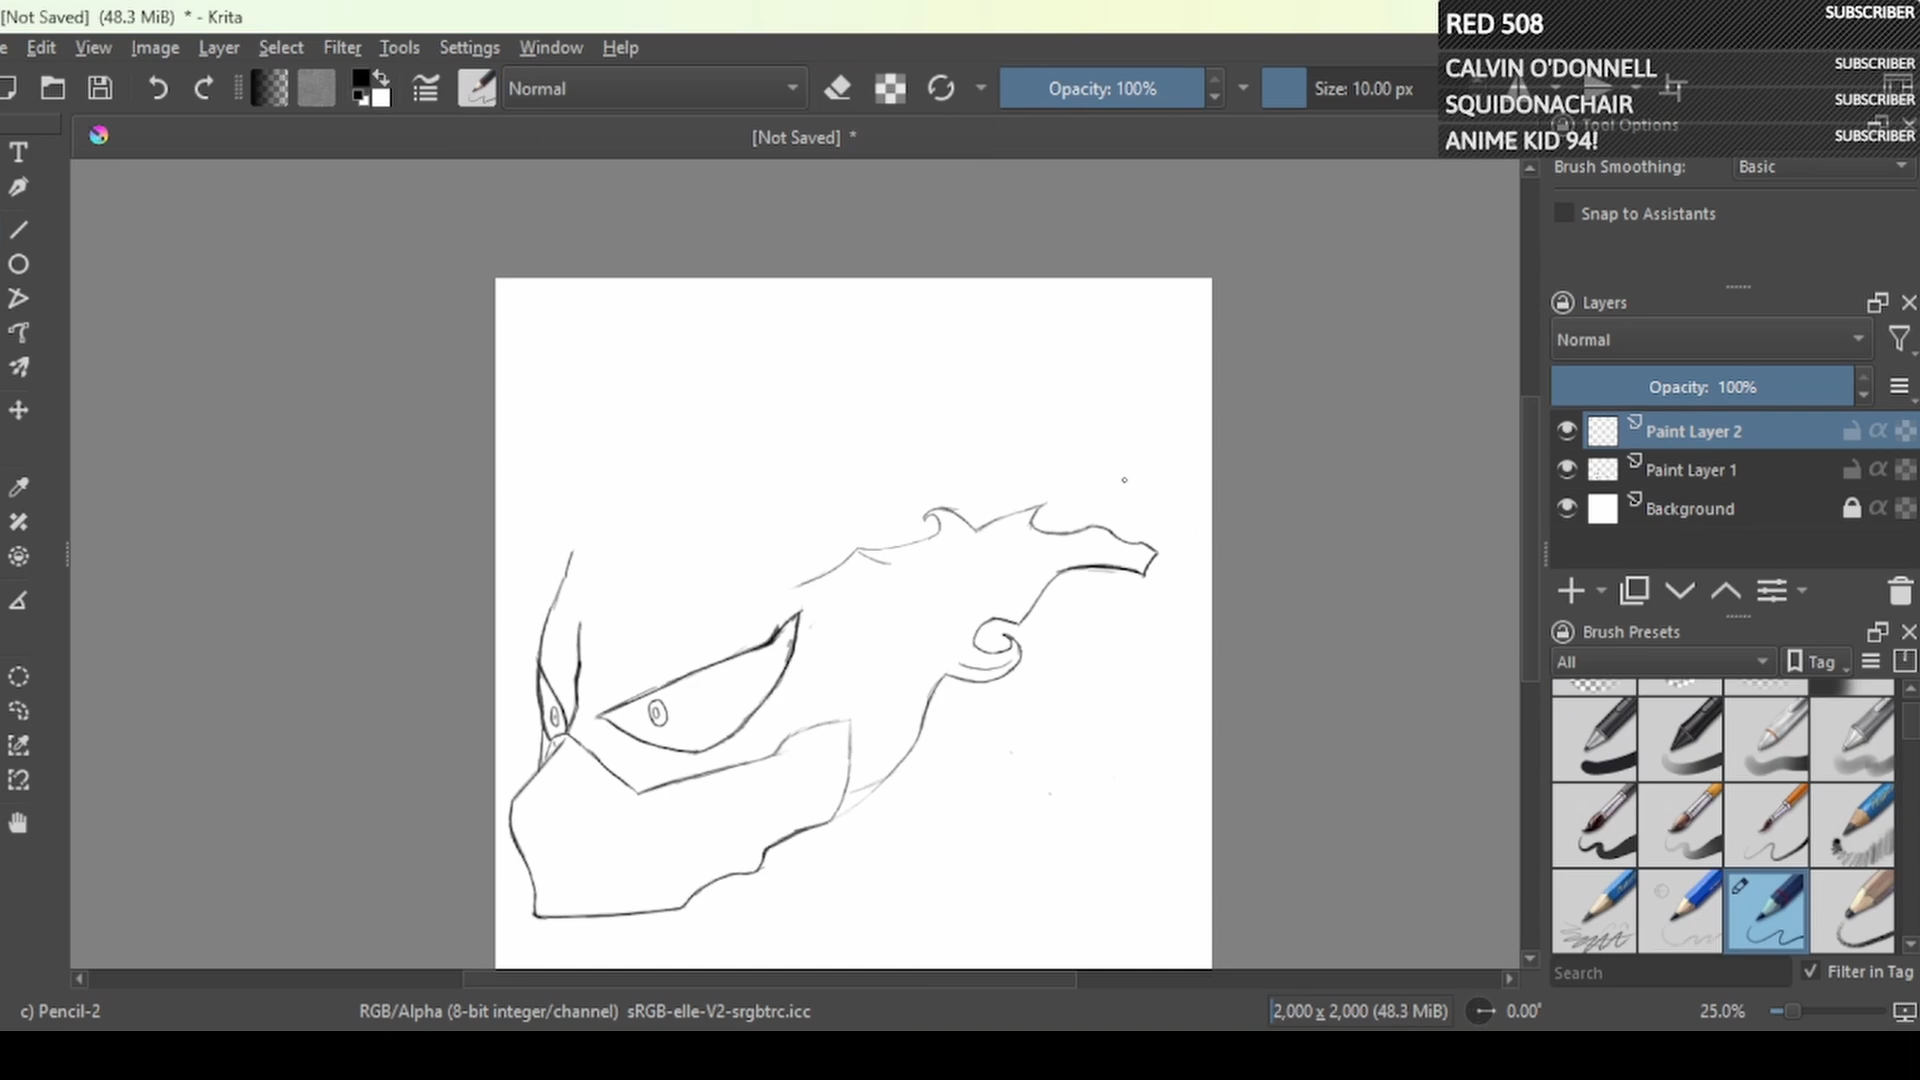 [Not Saved]  (48.3 MiB)  * - Krita
RED 508 SUBSCRIBER
CALVIN O'DONNELL SUBSCRIBER
SQUIDONACHAIR SUBSCRIBER
ANIME KID 94! SUBSCRIBER
e Edit View Image Layer Select Filter Tools Settings Window Help
Normal Opacity: 100% Size: 10.00 px
[Not Saved]  *
Tool Options
Brush Smoothing: Basic
Snap to Assistants
Layers
Normal
Opacity:  100%
Paint Layer 2
Paint Layer 1
Background
Brush Presets
All Tag
Search Filter in Tag
c) Pencil-2 RGB/Alpha (8-bit integer/channel)  sRGB-elle-V2-srgbtrc.icc 2,000 x 2,000 (48.3 MiB) 0.00° 25.0%